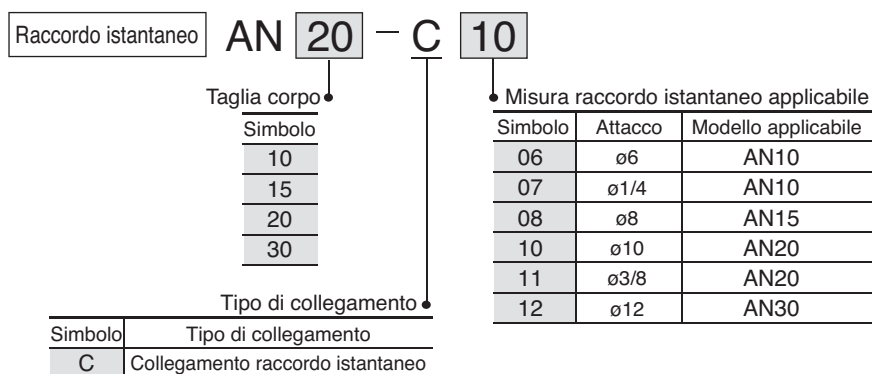 Raccordo istantaneo AN 20 – C 10
Taglia corpo
Simbolo
10
15
20
30
Tipo di collegamento
Simbolo Tipo di collegamento
C Collegamento raccordo istantaneo
Misura raccordo istantaneo applicabile
Simbolo Attacco Modello applicabile
06 ø6 AN10
07 ø1/4 AN10
08 ø8 AN15
10 ø10 AN20
11 ø3/8 AN20
12 ø12 AN30